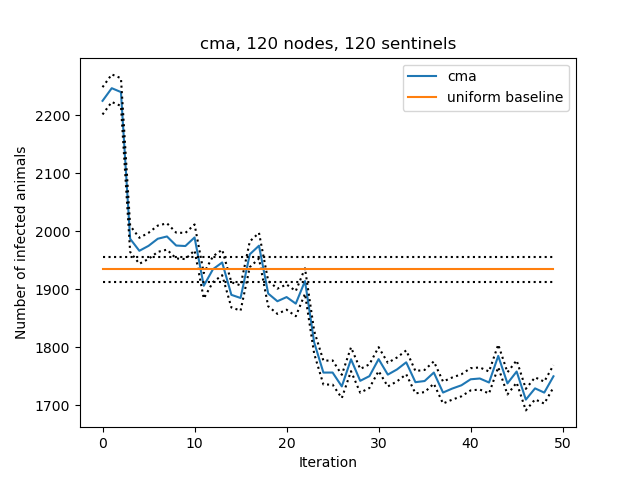 cma, 120 nodes, 120 sentinels
cma
uniform baseline
2200
2100
2000
1900
1800
1700
Number of infected animals
0 10 20 30 40 50
Iteration